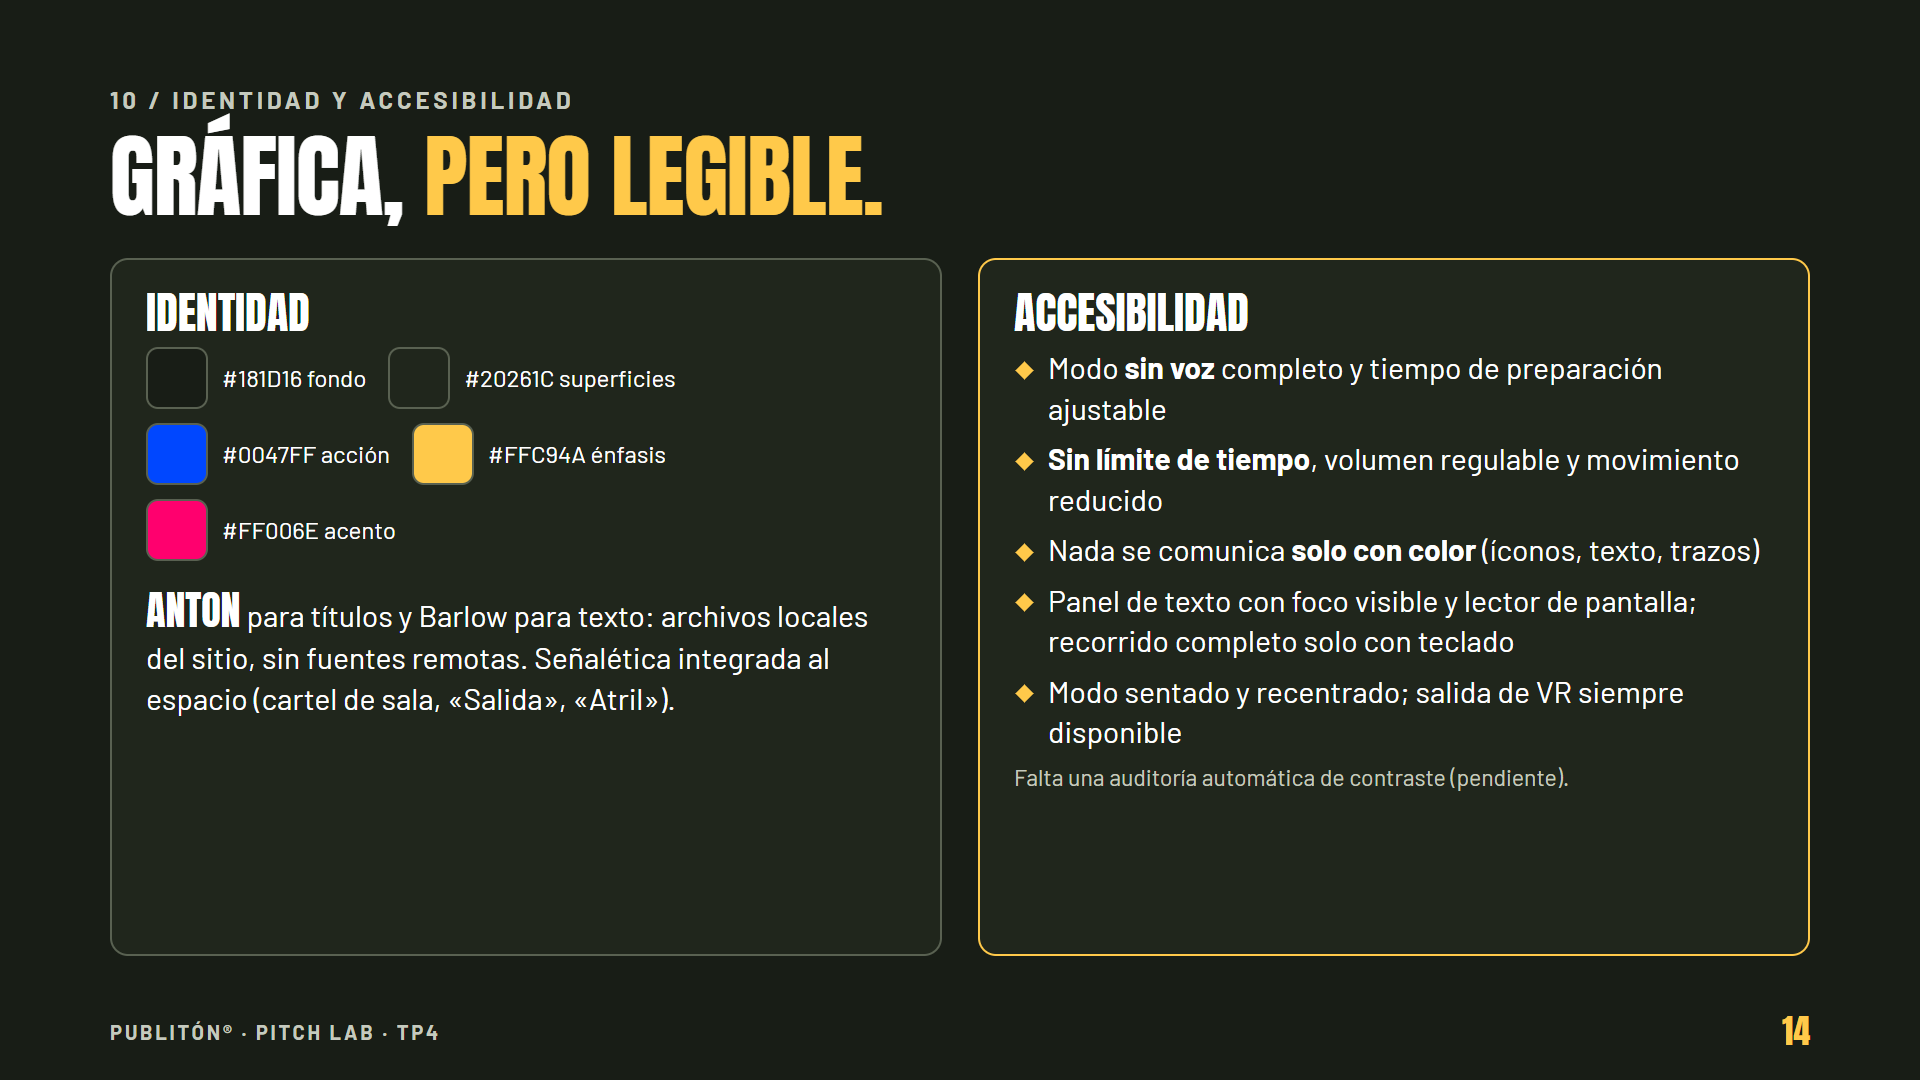 10 / IDENTIDAD Y ACCESIBILIDAD
GRÁFICA, PERO LEGIBLE.
IDENTIDAD
#181D16 fondo
#20261C superficies
#0047FF acción
#FFC94A énfasis
#FF006E acento
ANTON para títulos y Barlow para texto: archivos locales
del sitio, sin fuentes remotas. Señalética integrada al
espacio (cartel de sala, «Salida», «Atril»).
ACCESIBILIDAD
Modo sin voz completo y tiempo de preparación
ajustable
Sin límite de tiempo, volumen regulable y movimiento
reducido
Nada se comunica solo con color (íconos, texto, trazos)
Panel de texto con foco visible y lector de pantalla;
recorrido completo solo con teclado
Modo sentado y recentrado; salida de VR siempre
disponible
Falta una auditoría automática de contraste (pendiente).
PUBLITÓN® · PITCH LAB · TP4
14